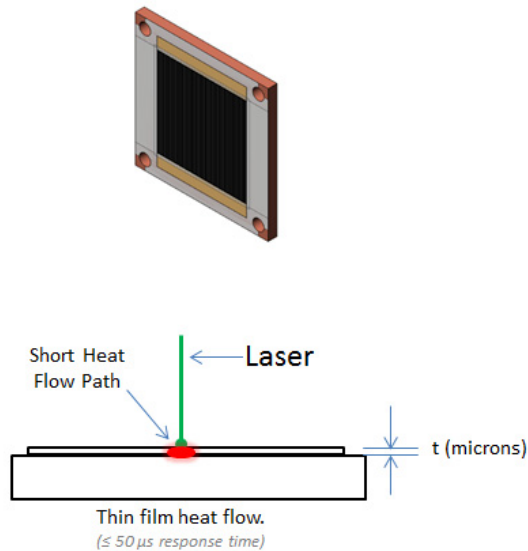 Short Heat
Flow Path
Laser
t (microns)
Thin film heat flow.
(≤ 50 µs response time)